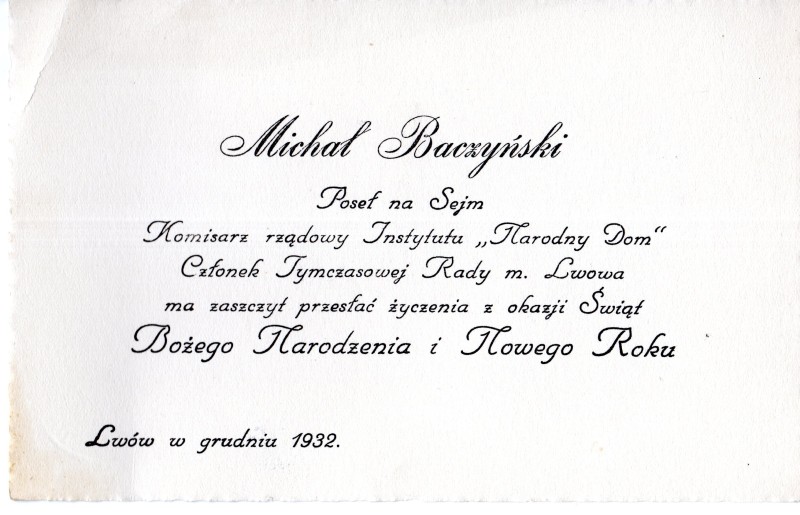 Michał Baczyński
Poseł na Sejm
Komisarz rządowy Instytutu „Narodny Dom“
Członek Tymczasowej Rady m. Lwowa
ma zaszczyt przesłać życzenia z okazji Świąt
Bożego Narodzenia i Nowego Roku
Lwów w grudniu 1932.